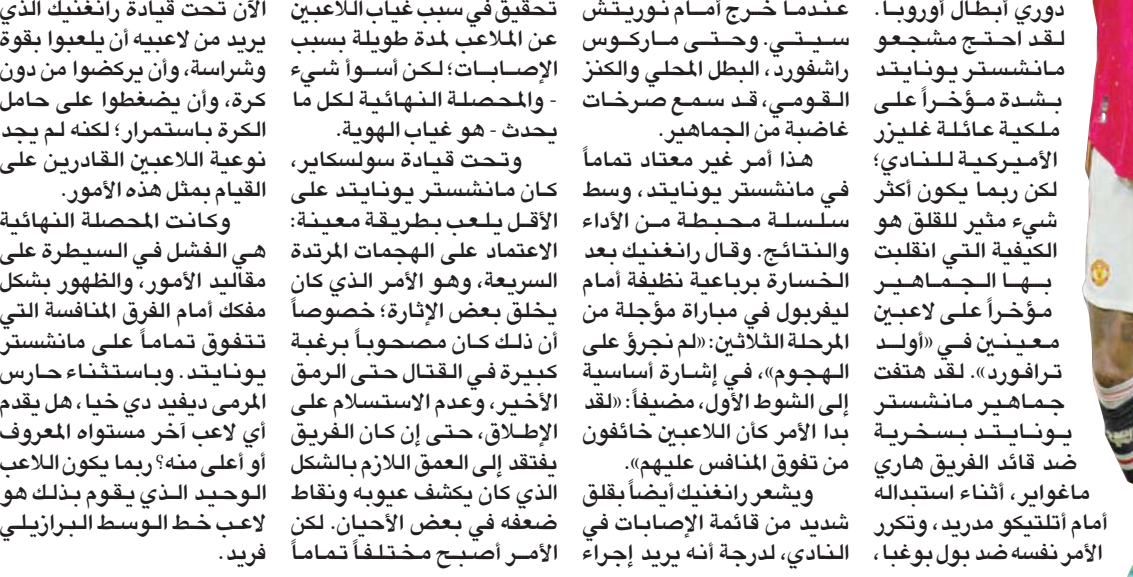 دوري أبطال أوروبا.
لقد احتج مشجعو
مانشستر يونايتد
بشدة مؤخراً على
ملكية عائلة غليزر
الأميركية للنادي؛
لكن ربما يكون أكثر
شيء مثير للقلق هو
الكيفية التي انقلبت
بها الجماهير
مؤخراً على لاعبين
معينين في «أولد
ترافورد». لقد هتفت
جماهير مانشستر
يونايتد بسخرية
ضد قائد الفريق هاري
ماغواير، أثناء استبداله
أمام أتلتيكو مدريد، وتكرر
الأمر نفسه ضد بول بوغبا،
عندما خرج أمام نوريتش
سيتي. وحتى ماركوس
راشفورد، البطل المحلي والكنز
القومي، قد سمع صرخات
غاضبة من الجماهير.
هذا أمر غير معتاد تماماً
في مانشستر يونايتد، وسط
سلسلة محبطة من الأداء
والنتائج. وقال رانغنيك بعد
الخسارة برباعية نظيفة أمام
ليفربول في مباراة مؤجلة من
المرحلة الثلاثين: «لم نجرؤ على
الهجوم»، في إشارة أساسية
إلى الشوط الأول، مضيفاً: «لقد
بدا الأمر كأن اللاعبين خائفون
من تفوق المنافس عليهم».
ويشعر رانغنيك أيضاً بقلق
شديد من قائمة الإصابات في
النادي، لدرجة أنه يريد إجراء
تحقيق في سبب غياب اللاعبين
عن الملاعب لمدة طويلة بسبب
الإصابات؛ لكن أسوأ شيء
- والمحصلة النهائية لكل ما
يحدث - هو غياب الهوية.
وتحت قيادة سولسكاير،
كان مانشستر يونايتد على
الأقل يلعب بطريقة معينة:
الاعتماد على الهجمات المرتدة
السريعة، وهو الأمر الذي كان
يخلق بعض الإثارة؛ خصوصاً
أن ذلك كان مصحوباً برغبة
كبيرة في القتال حتى الرمق
الأخير، وعدم الاستسلام على
الإطلاق، حتى إن كان الفريق
يفتقد إلى العمق اللازم بالشكل
الذي كان يكشف عيوبه ونقاط
ضعفه في بعض الأحيان. لكن
الأمر أصبح مختلفاً تماماً
الآن تحت قيادة رانغنيك الذي
يريد من لاعبيه أن يلعبوا بقوة
وشراسة، وأن يركضوا من دون
كرة، وأن يضغطوا على حامل
الكرة باستمرار؛ لكنه لم يجد
نوعية اللاعبين القادرين على
القيام بمثل هذه الأمور.
وكانت المحصلة النهائية
هي الفشل في السيطرة على
مقاليد الأمور، والظهور بشكل
مفكك أمام الفرق المنافسة التي
تتفوق تماماً على مانشستر
يونايتد. وباستثناء حارس
المرمى ديفيد دي خيا، هل يقدم
أي لاعب آخر مستواه المعروف
أو أعلى منه؟ ربما يكون اللاعب
الوحيد الذي يقوم بذلك هو
لاعب خط الوسط البرازيلي
فريد.